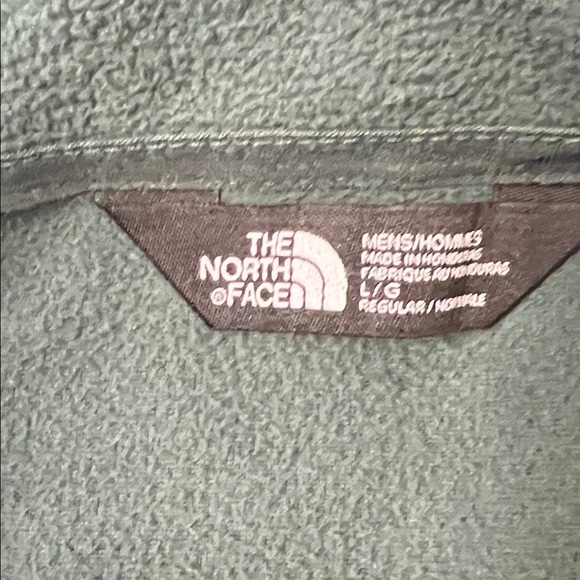 THE
NORTH
® FACE
MENS/HOMMES
MADE IN HONDURAS
FABRIQUE AU HONDURAS
L/G
REGULAR/NORMALE